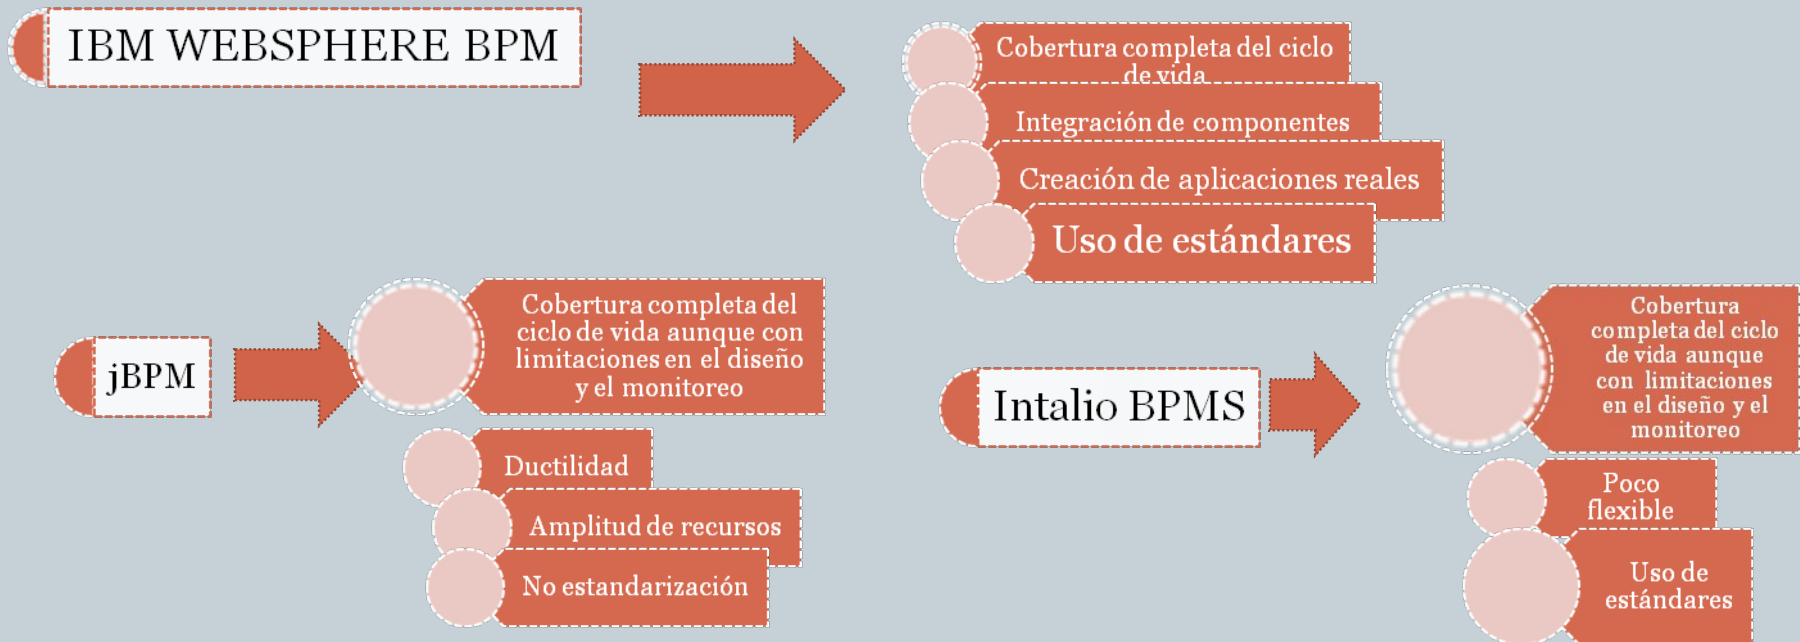 IBM WEBSPHERE BPM
Cobertura completa del ciclo
de vida
Integración de componentes
Creación de aplicaciones reales
Uso de estándares
jBPM
Cobertura completa del
ciclo de vida aunque con
limitaciones en el diseño
y el monitoreo
Ductilidad
Amplitud de recursos
No estandarización
Intalio BPMS
Cobertura
completa del ciclo
de vida aunque
con limitaciones
en el diseño y el
monitoreo
Poco
flexible
Uso de
estándares